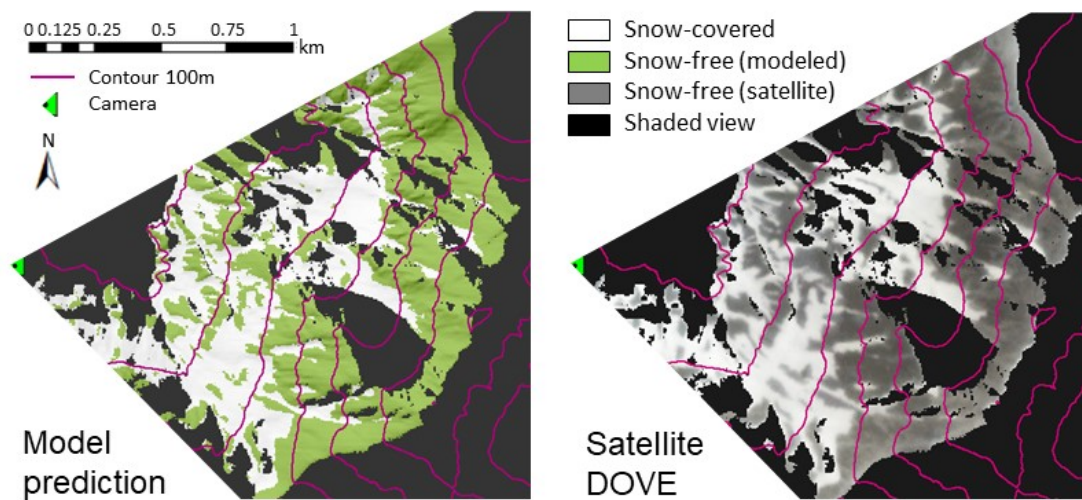 0 0.125 0.25 0.5 0.75 1
km
Contour 100m
Camera
N
Model
prediction
Snow-covered
Snow-free (modeled)
Snow-free (satellite)
Shaded view
Satellite
DOVE